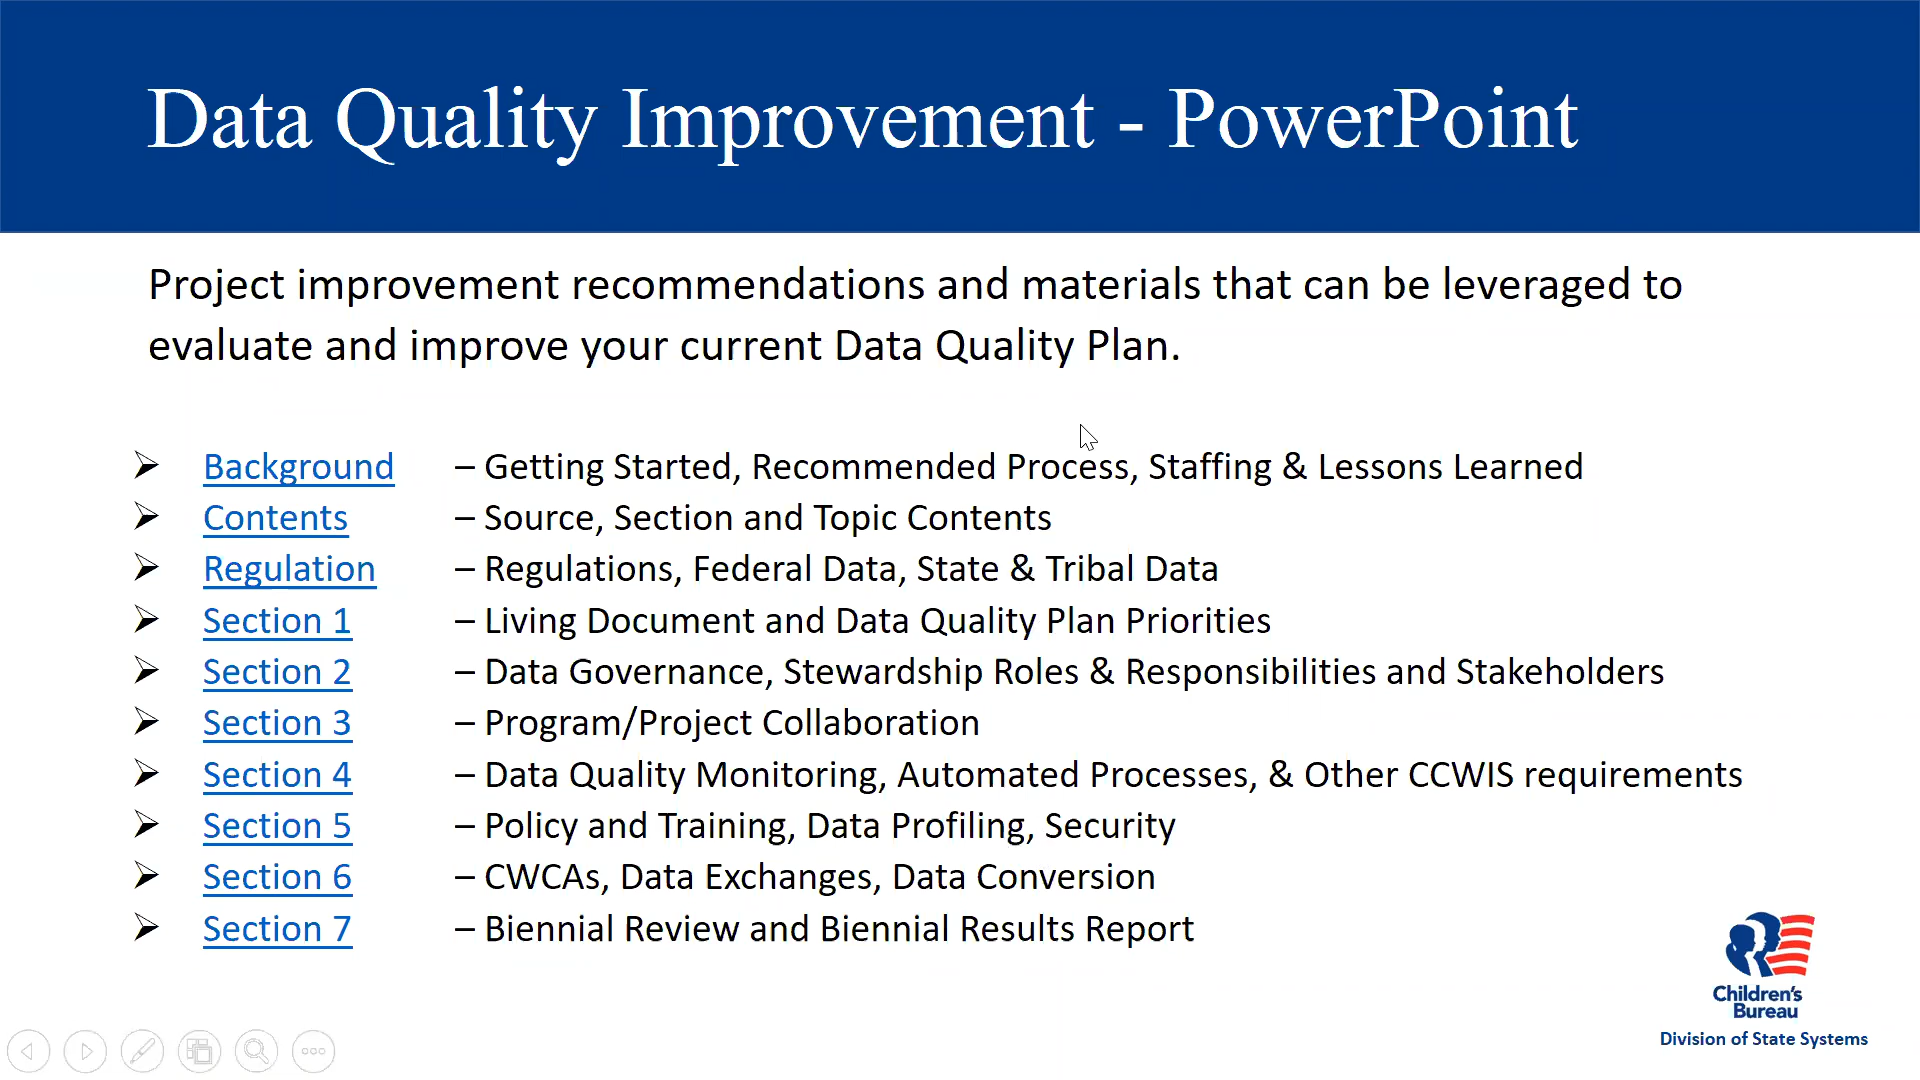 Data Quality Improvement - PowerPoint
Project improvement recommendations and materials that can be leveraged to
evaluate and improve your current Data Quality Plan.
Background – Getting Started, Recommended Process, Staffing & Lessons Learned
Contents – Source, Section and Topic Contents
Regulation – Regulations, Federal Data, State & Tribal Data
Section 1 – Living Document and Data Quality Plan Priorities
Section 2 – Data Governance, Stewardship Roles & Responsibilities and Stakeholders
Section 3 – Program/Project Collaboration
Section 4 – Data Quality Monitoring, Automated Processes, & Other CCWIS requirements
Section 5 – Policy and Training, Data Profiling, Security
Section 6 – CWCAs, Data Exchanges, Data Conversion
Section 7 – Biennial Review and Biennial Results Report
Children's
Bureau
Division of State Systems